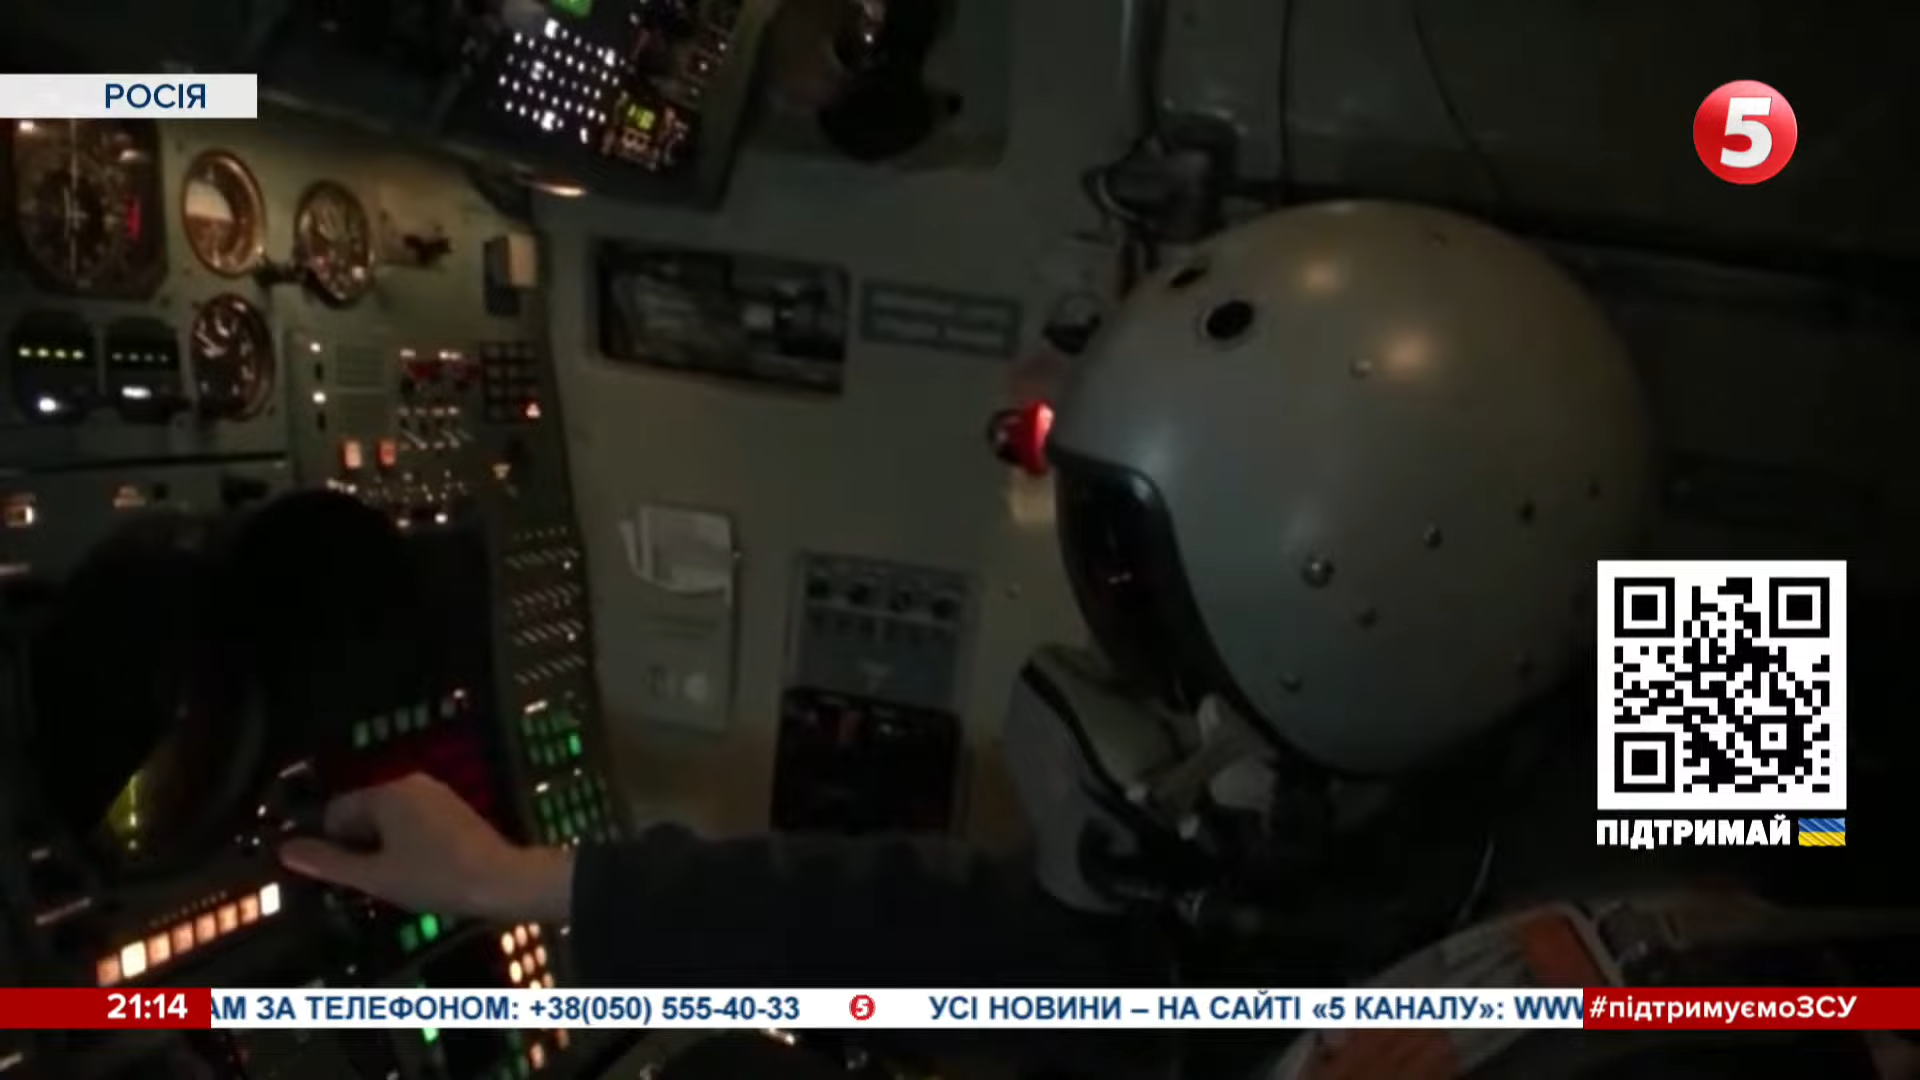 РОСІЯ
5
ПІДТРИМАЙ
21:14
АМ ЗА ТЕЛЕФОНОМ: +38(050) 555-40-33
5
УСІ НОВИНИ – НА САЙТІ «5 КАНАЛУ»: WWW
#підтримуємоЗСУ